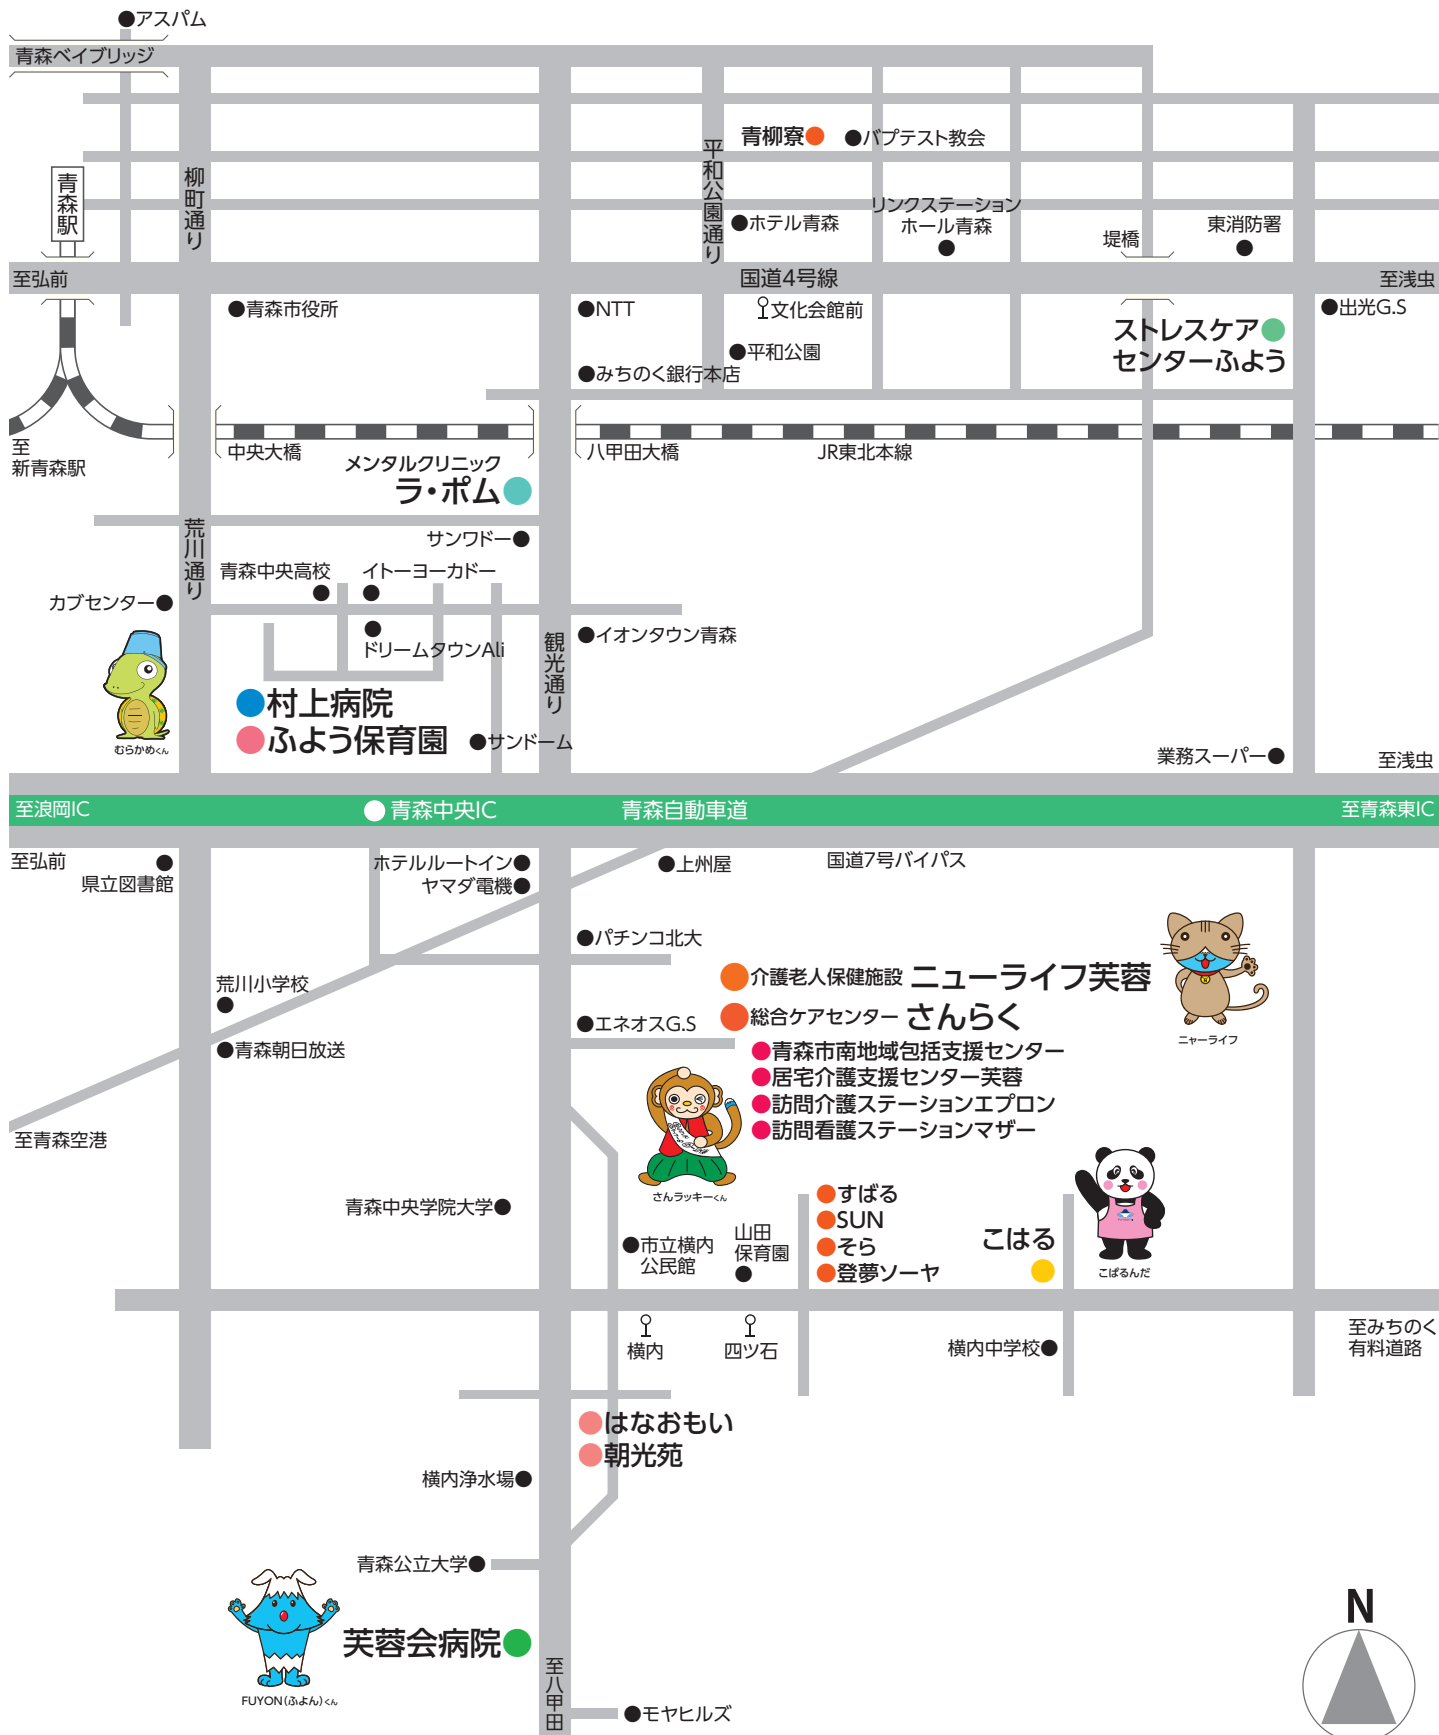 アスパム
青森ベイブリッジ
青柳寮
バプテスト教会
青森駅
柳町通り
平和公園通り
ホテル青森
リンクステーション
ホール青森
堤橋
東消防署
至弘前
国道4号線
至浅虫
青森市役所
NTT
文化会館前
出光G.S
平和公園
ストレスケア
センターふよう
みちのく銀行本店
至
新青森駅
中央大橋
八甲田大橋
JR東北本線
メンタルクリニック
ラ・ポム
荒川通り
サンワドー
青森中央高校
イトーヨーカドー
カブセンター
ドリームタウンAli
観光通り
イオンタウン青森
むらかめくん
村上病院
ふよう保育園
サンドーム
業務スーパー
至浅虫
至浪岡IC
青森中央IC
青森自動車道
至青森東IC
至弘前
県立図書館
ホテルルートイン
ヤマダ電機
上州屋
国道7号バイパス
パチンコ北大
荒川小学校
介護老人保健施設 ニューライフ芙蓉
総合ケアセンター さんらく
エネオスG.S
ニャーライフ
青森朝日放送
青森市南地域包括支援センター
居宅介護支援センター芙蓉
訪問介護ステーションエプロン
訪問看護ステーションマザー
至青森空港
さんラッキーくん
青森中央学院大学
すばる
SUN
そら
登夢ソーヤ
市立横内
公民館
山田
保育園
こはる
こぱるんだ
横内
四ツ石
横内中学校
至みちのく
有料道路
はなおもい
朝光苑
横内浄水場
青森公立大学
芙蓉会病院
FUYON(ふよん)くん
至八甲田
モヤヒルズ
N